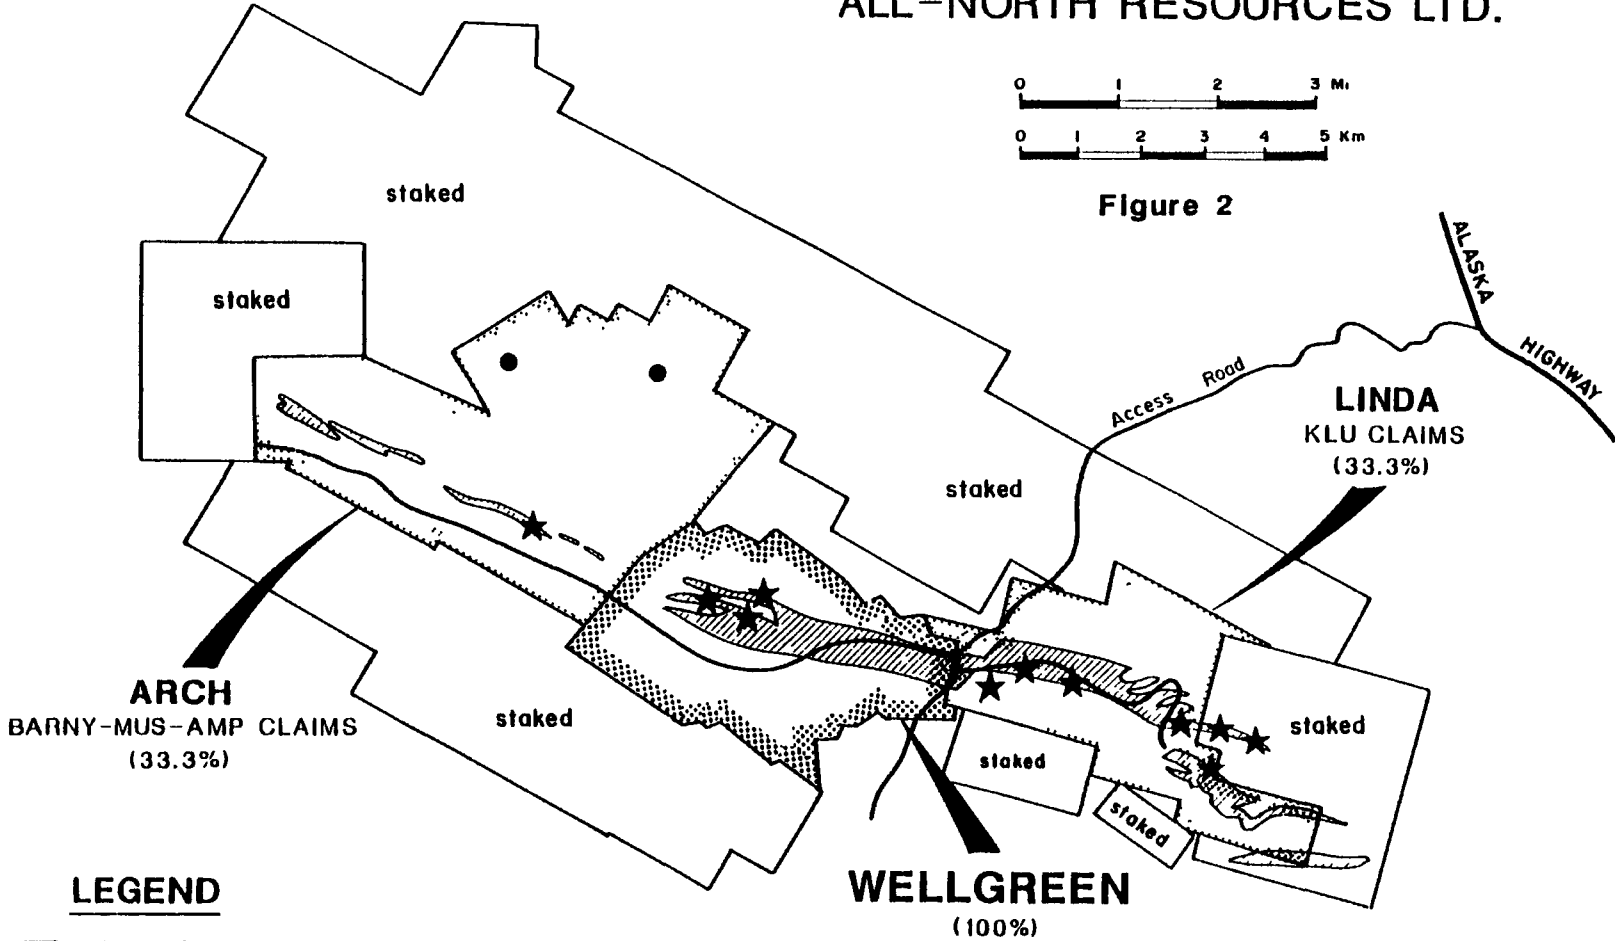 ALL-NORTH RESOURCES LTD.
0 1 2 3 Mi
0 1 2 3 4 5 Km
Figure 2
staked
staked
ALASKA
HIGHWAY
Access Road
LINDA
KLU CLAIMS
(33.3%)
staked
ARCH
BARNY-MUS-AMP CLAIMS
(33.3%)
staked
staked
staked
staked
WELLGREEN
(100%)
LEGEND